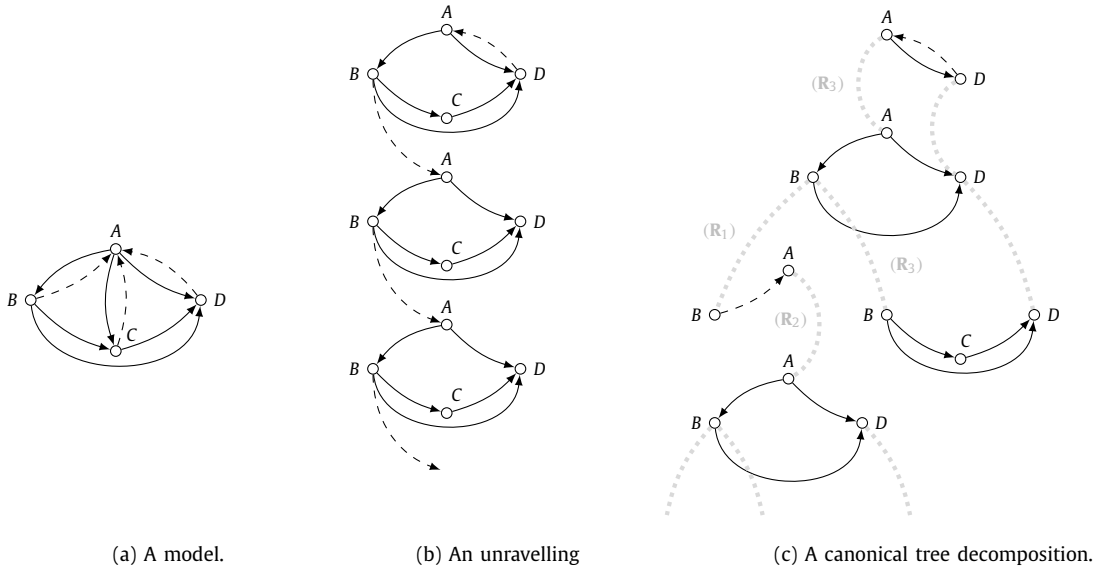 A
B
C
D
A
B
D
C
A
B
D
C
A
B
D
C
A
D
(R3)
A
B
D
(R1)
A
(R3)
B
(R2)
B
D
C
A
B
D
(a) A model.
(b) An unravelling
(c) A canonical tree decomposition.